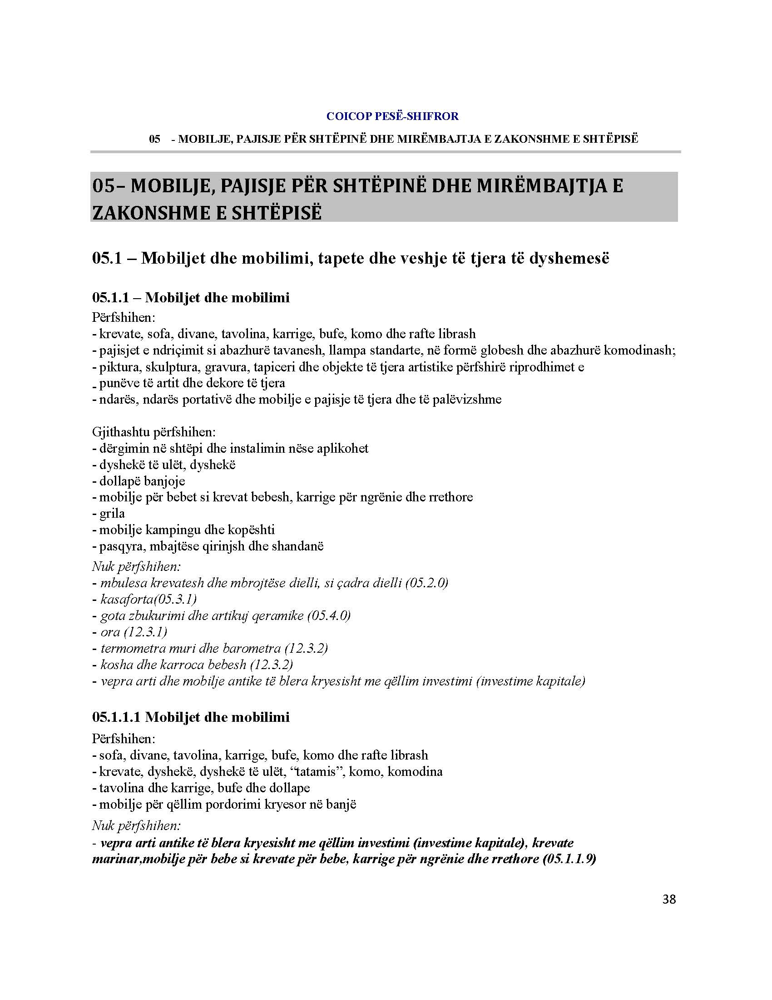 COICOP PESË-SHIFROR
05 - MOBILJE, PAJISJE PËR SHTËPINË DHE MIRËMBAJTJA E ZAKONSHME E SHTËPISË
05– MOBILJE, PAJISJE PËR SHTËPINË DHE MIRËMBAJTJA E
ZAKONSHME E SHTËPISË
05.1 – Mobiljet dhe mobilimi, tapete dhe veshje të tjera të dyshemesë
05.1.1 – Mobiljet dhe mobilimi
Përfshihen:
- krevate, sofa, divane, tavolina, karrige, bufe, komo dhe rafte librash
- pajisjet e ndriçimit si abazhurë tavanesh, llampa standarte, në formë globesh dhe abazhurë komodinash;
- piktura, skulptura, gravura, tapiceri dhe objekte të tjera artistike përfshirë riprodhimet e
- punëve të artit dhe dekore të tjera
- ndarës, ndarës portativë dhe mobilje e pajisje të tjera dhe të palëvizshme
Gjithashtu përfshihen:
- dërgimin në shtëpi dhe instalimin nëse aplikohet
- dyshekë të ulët, dyshekë
- dollapë banjoje
- mobilje për bebet si krevat bebesh, karrige për ngrënie dhe rrethore
- grila
- mobilje kampingu dhe kopështi
- pasqyra, mbajtëse qirinjsh dhe shandanë
Nuk përfshihen:
- mbulesa krevatesh dhe mbrojtëse dielli, si çadra dielli (05.2.0)
- kasaforta(05.3.1)
- gota zbukurimi dhe artikuj qeramike (05.4.0)
- ora (12.3.1)
- termometra muri dhe barometra (12.3.2)
- kosha dhe karroca bebesh (12.3.2)
- vepra arti dhe mobilje antike të blera kryesisht me qëllim investimi (investime kapitale)
05.1.1.1 Mobiljet dhe mobilimi
Përfshihen:
- sofa, divane, tavolina, karrige, bufe, komo dhe rafte librash
- krevate, dyshekë, dyshekë të ulët, “tatamis”, komo, komodina
- tavolina dhe karrige, bufe dhe dollape
- mobilje për qëllim pordorimi kryesor në banjë
Nuk përfshihen:
- vepra arti antike të blera kryesisht me qëllim investimi (investime kapitale), krevate
marinar,mobilje për bebe si krevate për bebe, karrige për ngrënie dhe rrethore (05.1.1.9)
38